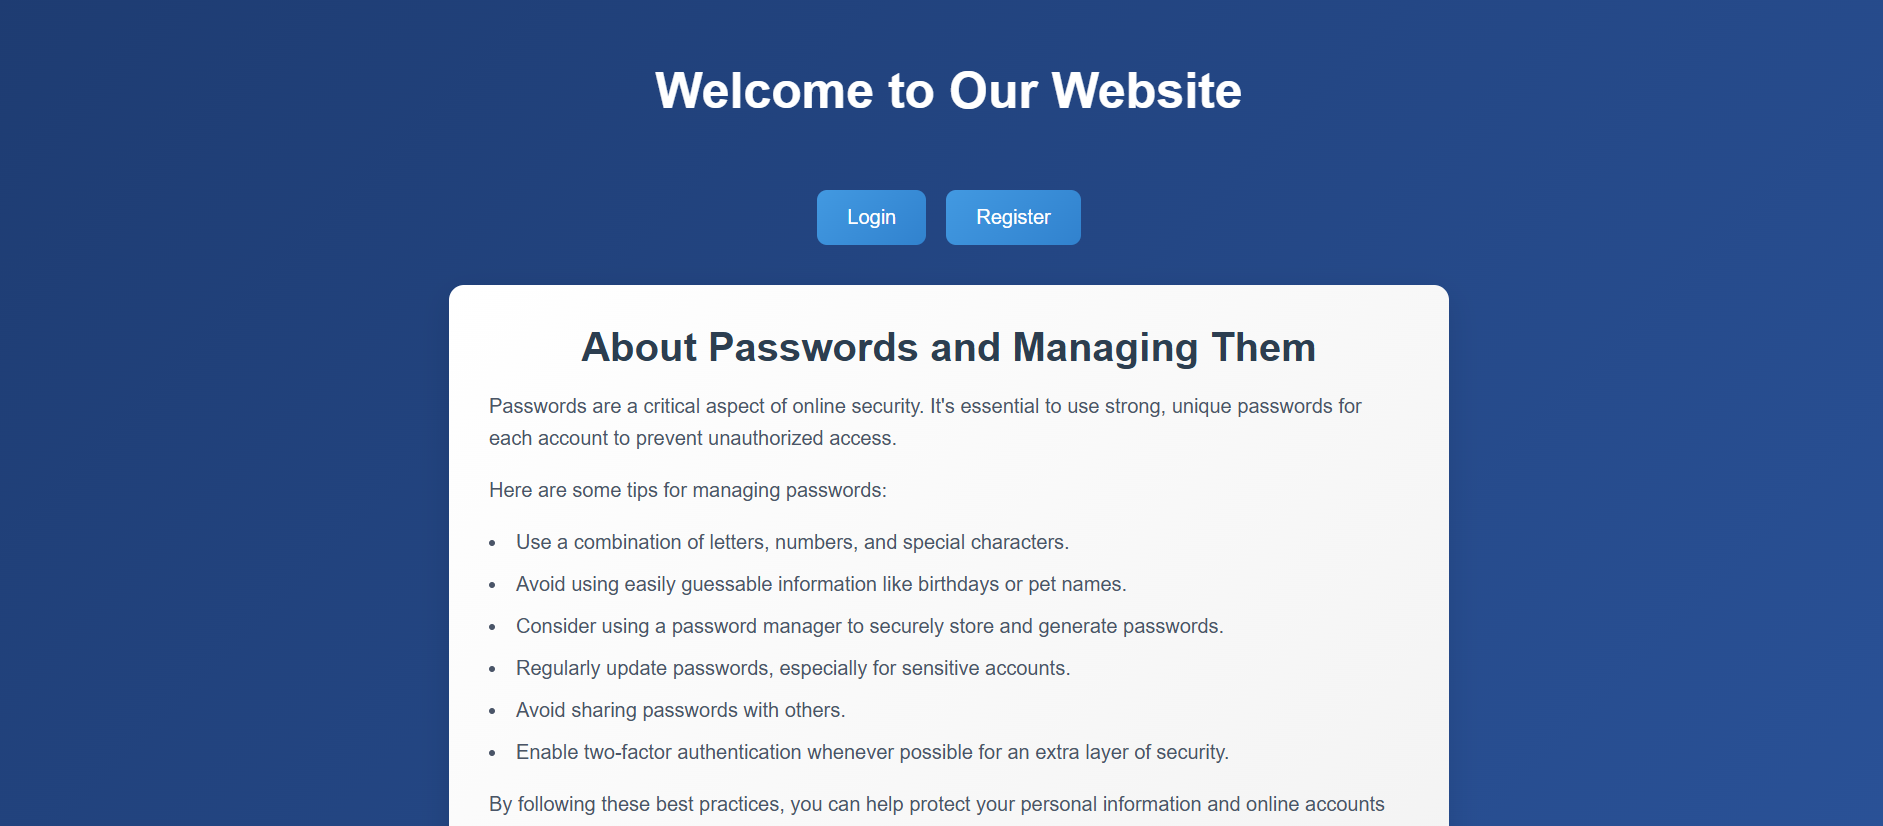 Welcome to Our Website
Login
Register
About Passwords and Managing Them
Passwords are a critical aspect of online security. It's essential to use strong, unique passwords for
each account to prevent unauthorized access.
Here are some tips for managing passwords:
• Use a combination of letters, numbers, and special characters.
• Avoid using easily guessable information like birthdays or pet names.
• Consider using a password manager to securely store and generate passwords.
• Regularly update passwords, especially for sensitive accounts.
• Avoid sharing passwords with others.
• Enable two-factor authentication whenever possible for an extra layer of security.
By following these best practices, you can help protect your personal information and online accounts